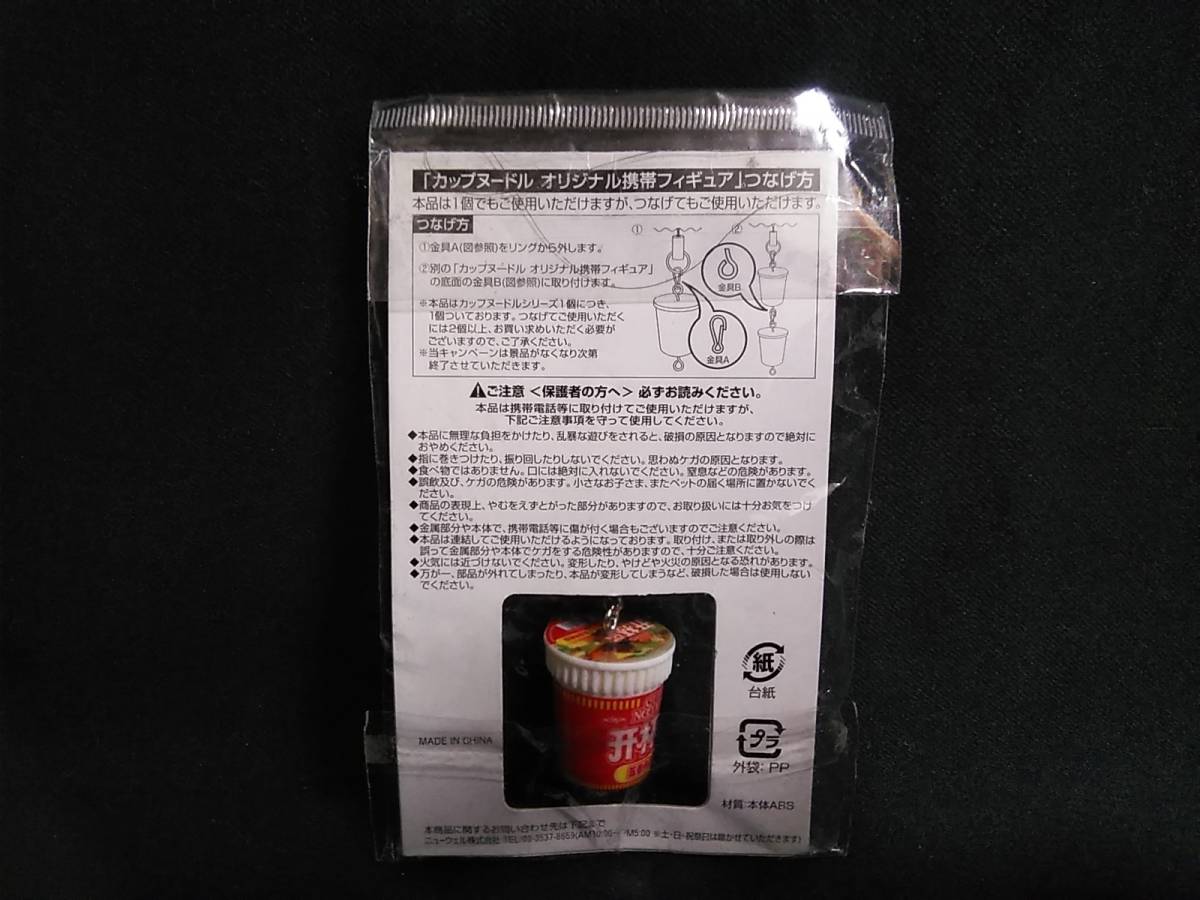 「カップヌードル オリジナル携帯フィギュア」つなげ方
本品は1個でもご使用いただけますが、つなげてもご使用いただけます。
つなげ方
①金具A(図参照)をリングから外します。
②別の「カップヌードル オリジナル携帯フィギュア」
の底面の金具B(図参照)に取り付けます。
※本品はカップヌードルシリーズ1個につき、
1個ついております。つなげてご使用いただく
には2個以上、お買い求めいただく必要が
ございますので、ご了承ください。
※当キャンペーンは景品がなくなり次第
終了させていただきます。
①
②
金具B
金具A
ご注意 <保護者の方へ> 必ずお読みください。
本品は携帯電話等に取り付けてご使用いただけますが、
下記ご注意事項を守って使用してください。
◆本品に無理な負担をかけたり、乱暴な遊びをされると、破損の原因となりますので絶対に
おやめください。
◆指に巻きつけたり、振り回したりしないでください。思わぬケガの原因となります。
◆食べ物ではありません。口には絶対に入れないでください。窒息などの危険があります。
◆誤飲及び、ケガの危険があります。小さなお子さま、またペットの届く場所に置かないでく
ださい。
◆商品の表現上、やむをえずとがった部分がありますので、お取り扱いには十分お気をつけ
てください。
◆金属部分や本体で、携帯電話等に傷が付く場合もございますのでご注意ください。
◆本品は連結してご使用いただけるようになっております。取り付け、または取り外しの際は
誤って金属部分や本体でケガをする危険性がありますので、十分ご注意ください。
◆火気には近づけないでください。変形したり、やけどや火災の原因となる恐れがあります。
◆万が一、部品が外れてしまったり、本品が変形してしまうなど、破損した場合は使用しない
でください。
开
紙
台紙
プラ
外袋:PP
MADE IN CHINA
材質:本体ABS
本商品に関するお問い合わせ先は下記まで
ニューウェル株式会社 TEL/03-3537-8659(AM10:00〜PM5:00 ※土・日・祝祭日は除かせていただきます)